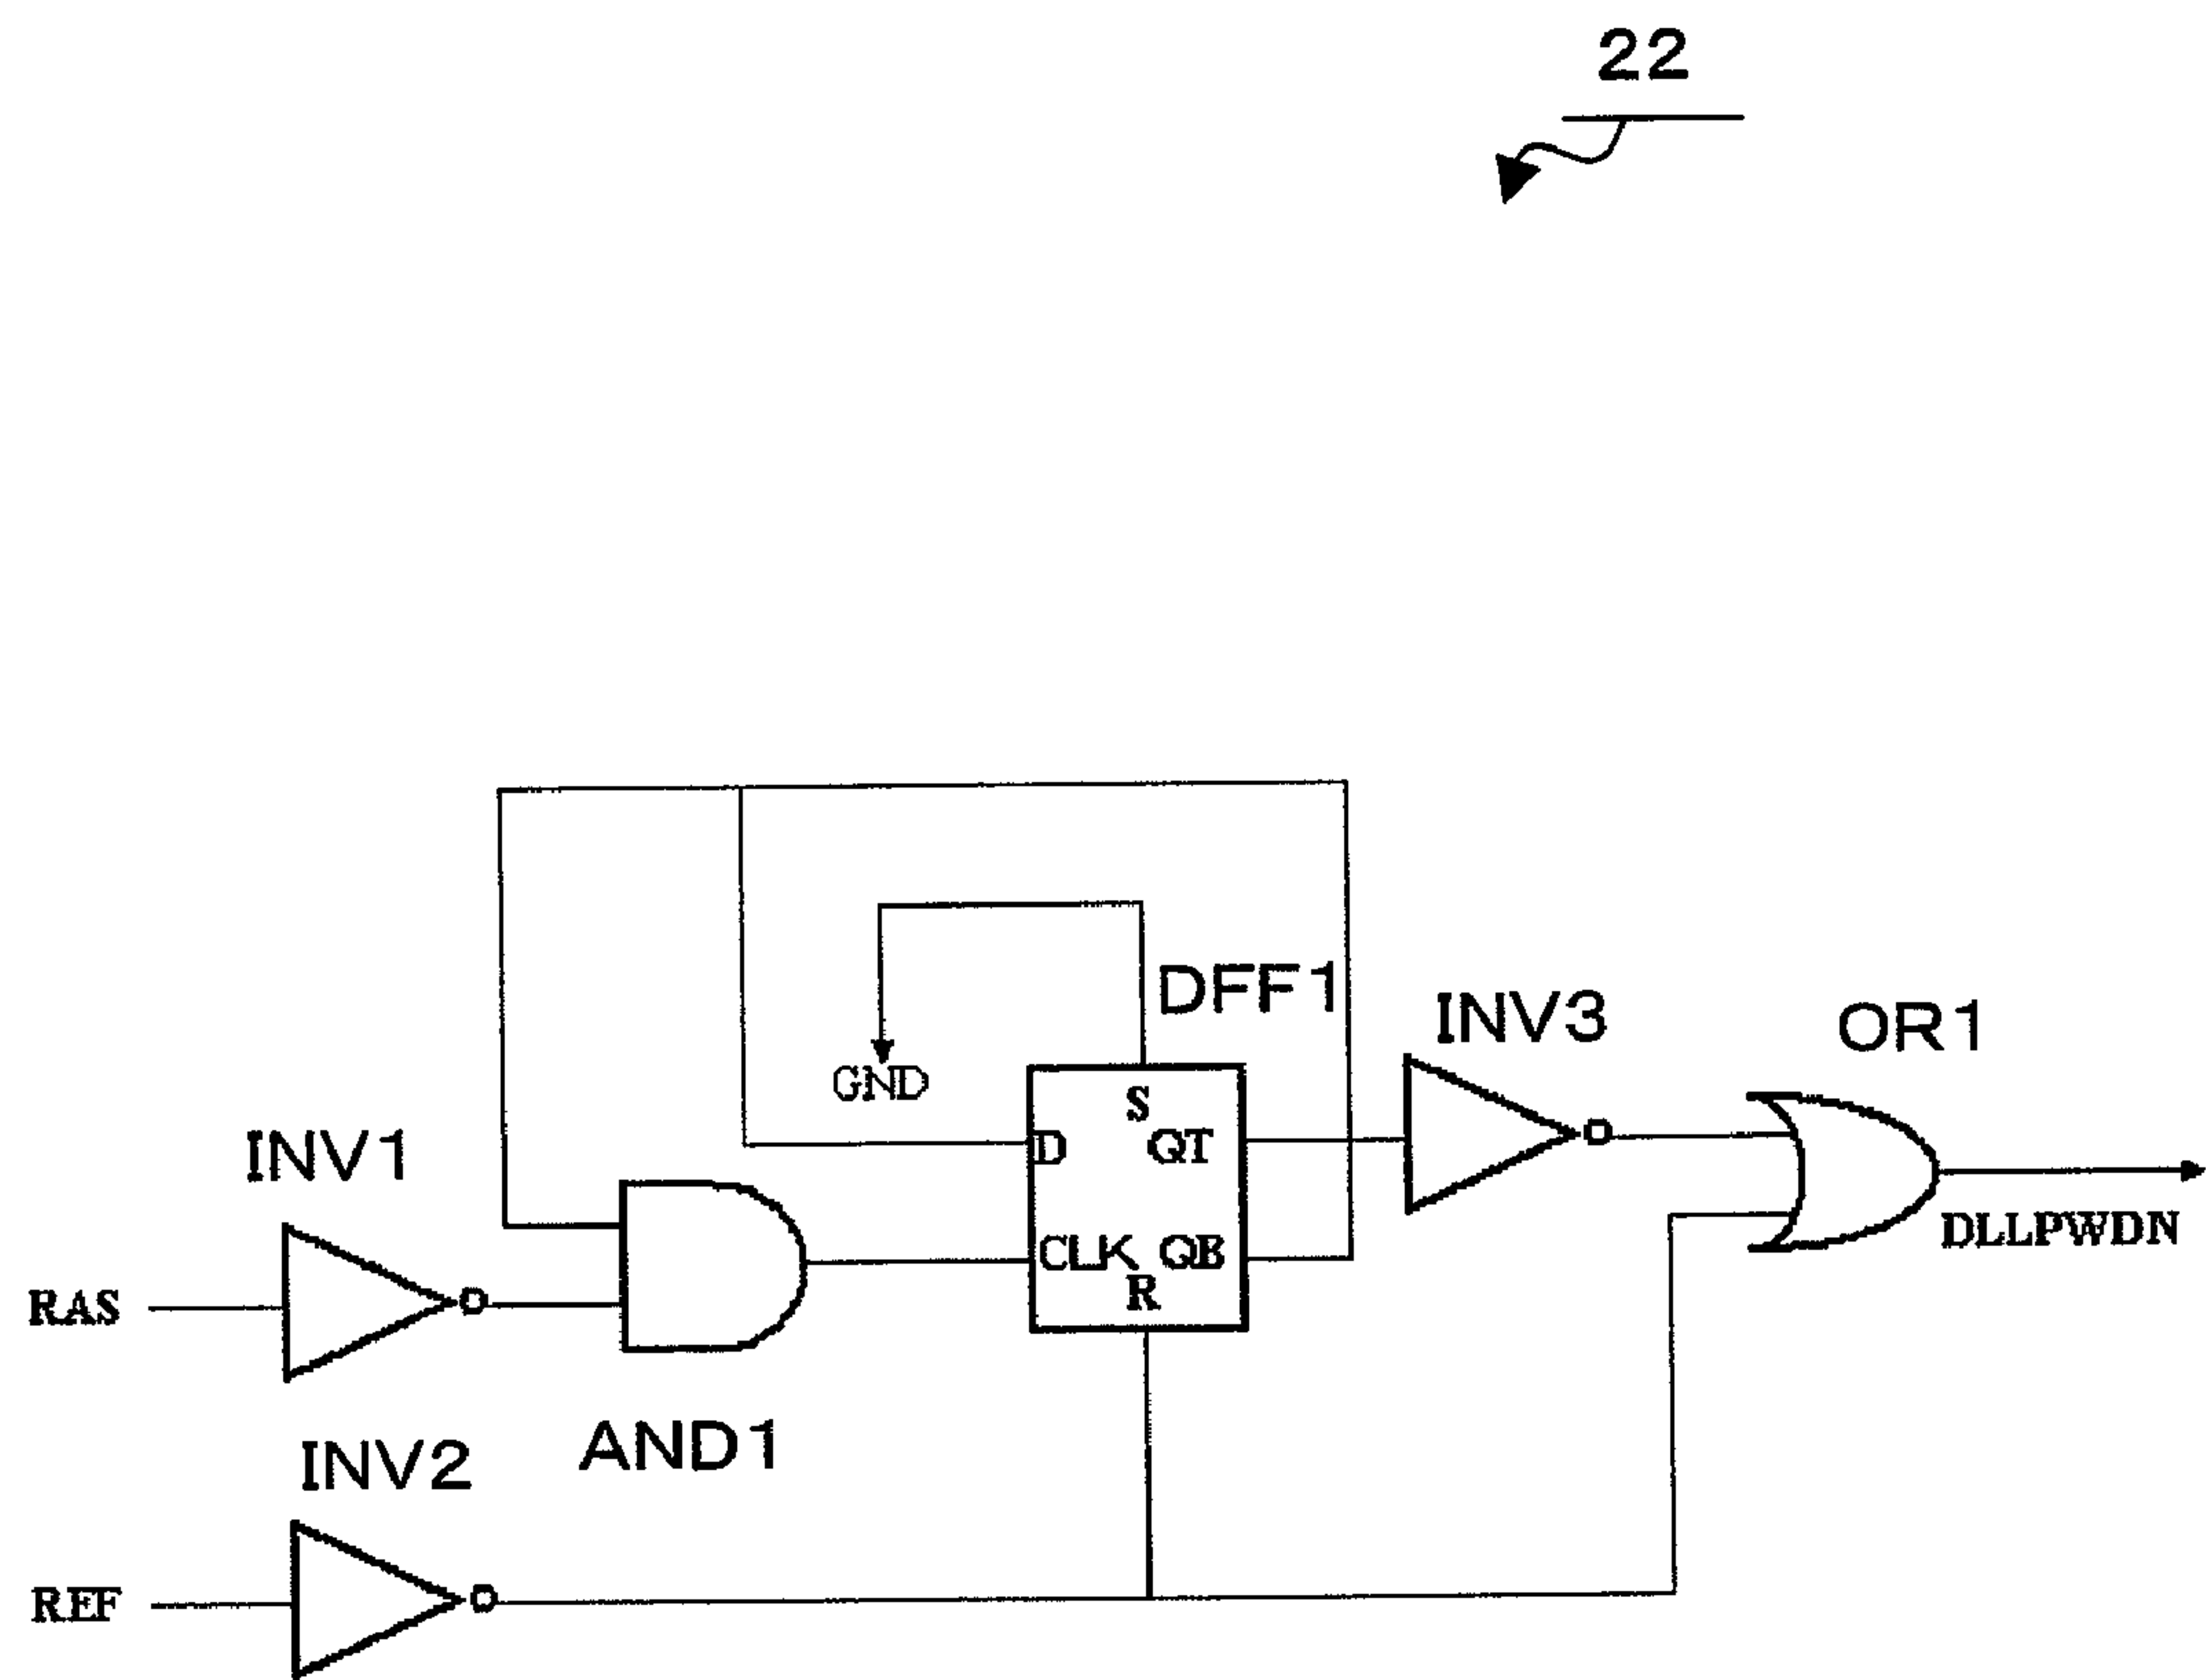 22
DFF1
INV3
OR1
GND
S
INV1
D
QT
CLK
QB
R
DLLPWDN
RAS
AND1
INV2
REF